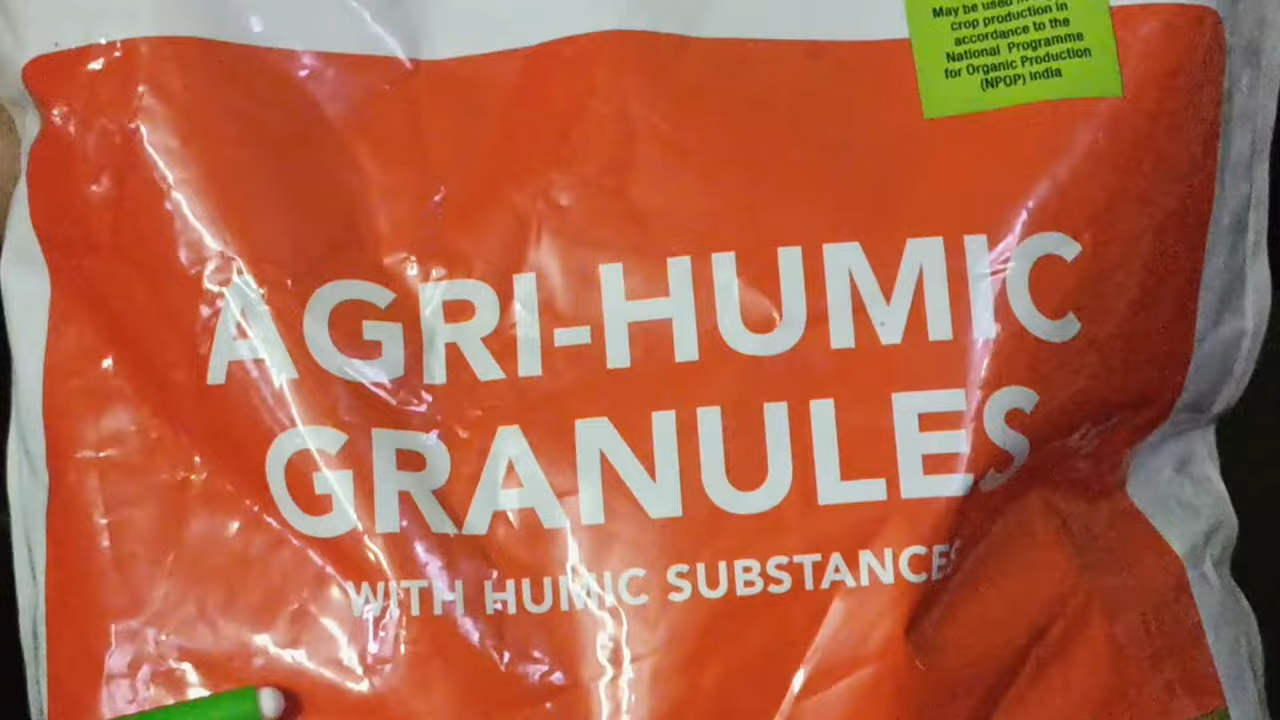 May be used in
crop production in
accordance to the
National Programme
for Organic Production
(NPOP) India
AGRI-HUMIC
GRANULES
WITH HUMIC SUBSTANCES